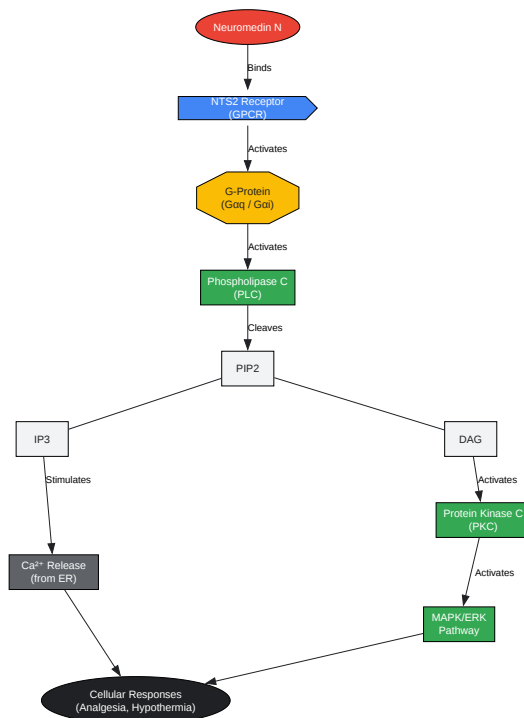 Neuromedin N
Binds
NTS2 Receptor
(GPCR)
Activates
G-Protein
(Gαq / Gαi)
Activates
Phospholipase C
(PLC)
Cleaves
PIP2
IP3
DAG
Stimulates
Activates
Protein Kinase C
(PKC)
Ca²⁺ Release
(from ER)
Activates
MAPK/ERK
Pathway
Cellular Responses
(Analgesia, Hypothermia)